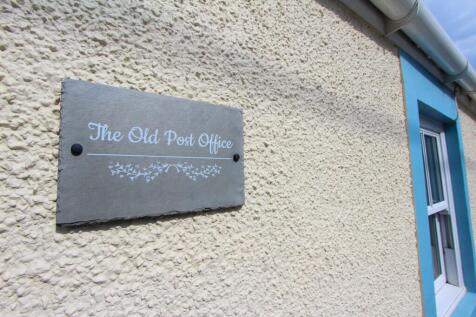 The Old Post Office